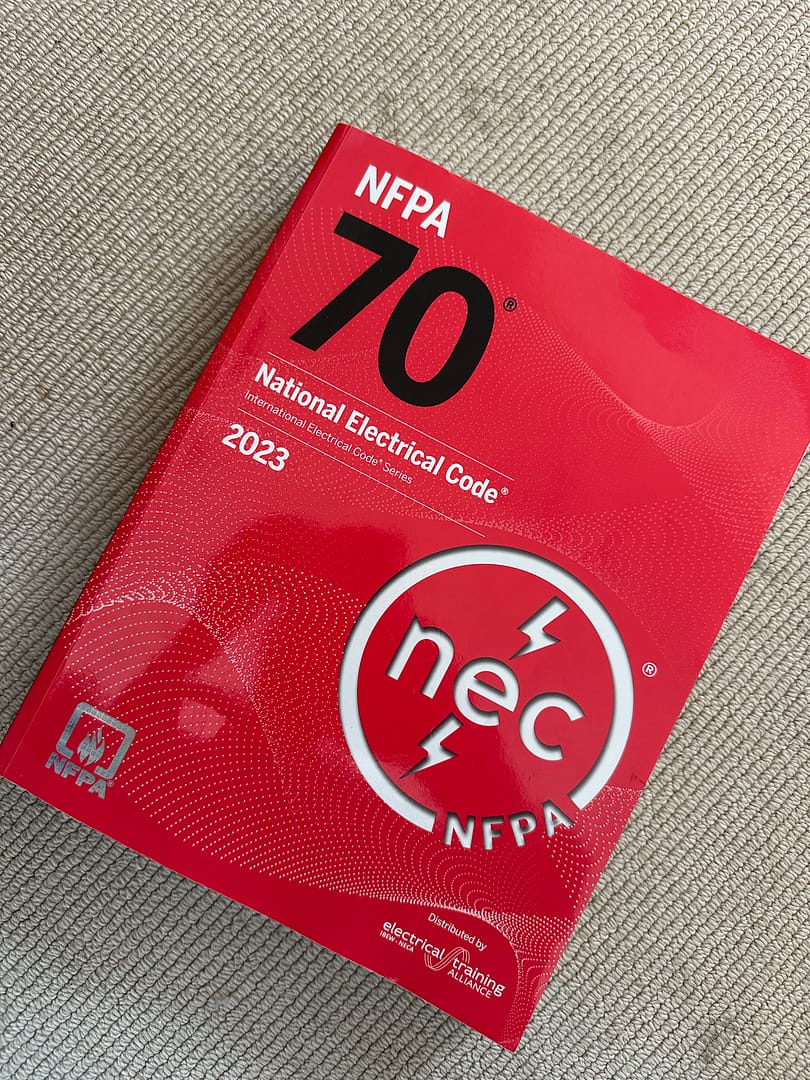 NFPA
70®
National Electrical Code®
International Electrical Code® Series
2023
nec
®
NFPA
NFPA®
Distributed by
electrical training
IBEW • NECA
ALLIANCE